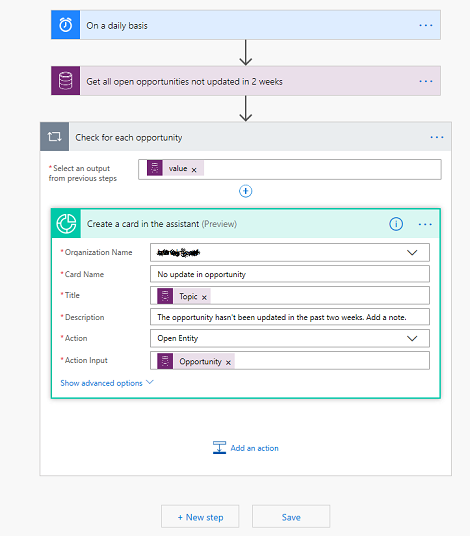 On a daily basis
Get all open opportunities not updated in 2 weeks
Check for each opportunity
* Select an output
from previous steps
value x
Create a card in the assistant (Preview)
* Organization Name
* Card Name
No update in opportunity
* Title
Topic x
* Description
The opportunity hasn't been updated in the past two weeks. Add a note.
* Action
Open Entity
* Action Input
Opportunity x
Show advanced options
Add an action
+ New step
Save